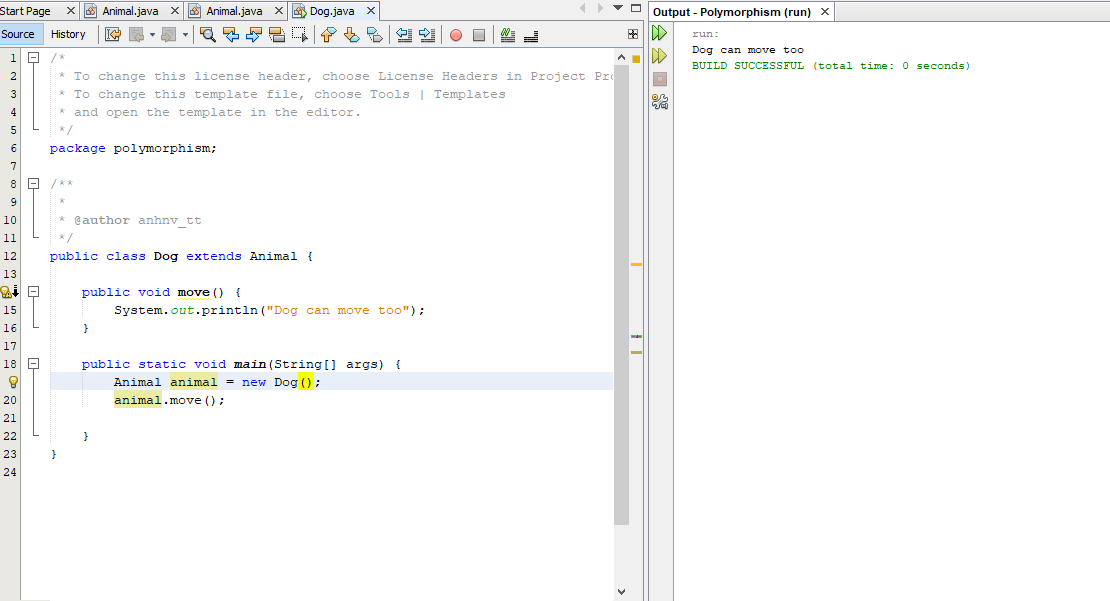 Start Page Animal.java Animal.java Dog.java
Source History
1 /*
2 * To change this license header, choose License Headers in Project Pro
3 * To change this template file, choose Tools | Templates
4 * and open the template in the editor.
5 */
6 package polymorphism;
7
8 /**
9 *
10 * @author anhnv_tt
11 */
12 public class Dog extends Animal {
13
public void move() {
15 System.out.println("Dog can move too");
16 }
17
18 public static void main(String[] args) {
Animal animal = new Dog();
20 animal.move();
21
22 }
23 }
24
Output - Polymorphism (run)
run:
Dog can move too
BUILD SUCCESSFUL (total time: 0 seconds)